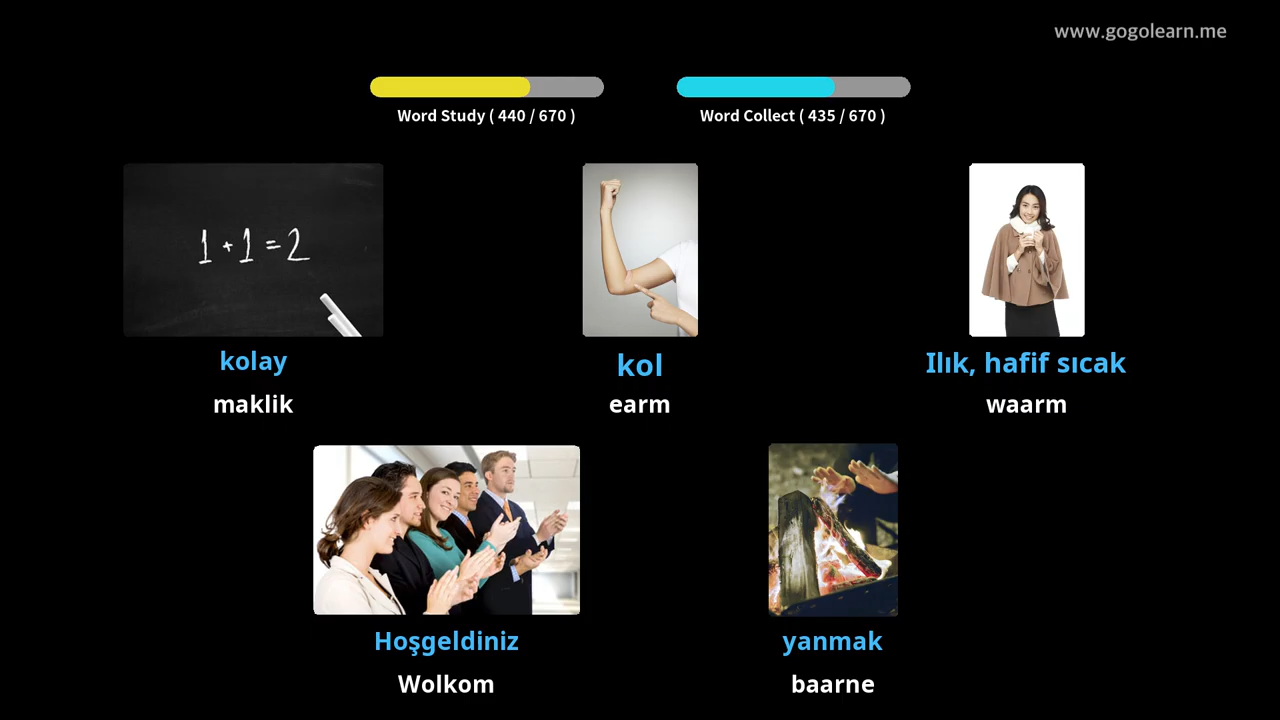 www.gogolearn.me
Word Study ( 440 / 670 )
Word Collect ( 435 / 670 )
1 + 1 = 2
kolay
maklik
kol
earm
Ilık, hafif sıcak
waarm
Hoşgeldiniz
Wolkom
yanmak
baarne